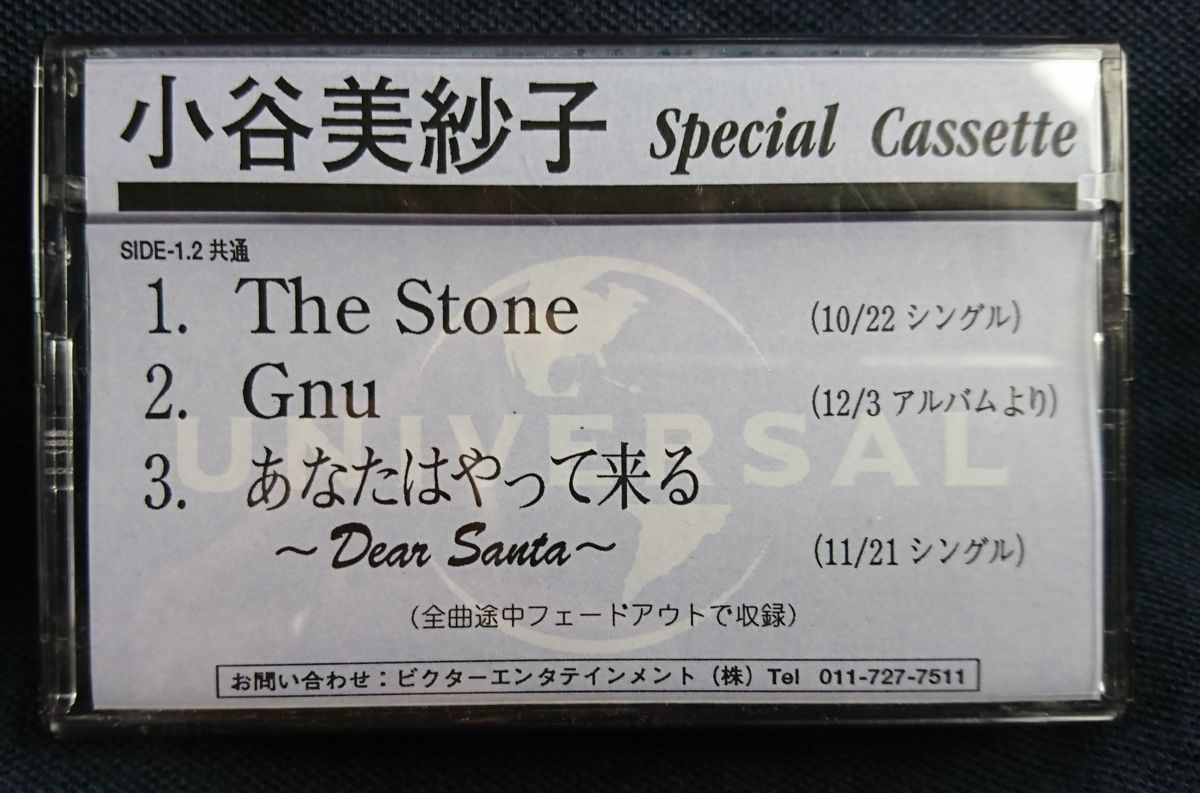 小谷美紗子 Special Cassette
SIDE-1.2 共通
1. The Stone (10/22 シングル)
2. Gnu (12/3 アルバムより)
UNIVERSAL
3. あなたはやって来る
～Dear Santa～ (11/21 シングル)
(全曲途中フェードアウトで収録)
お問い合わせ：ビクターエンタテインメント（株）Tel 011-727-7511